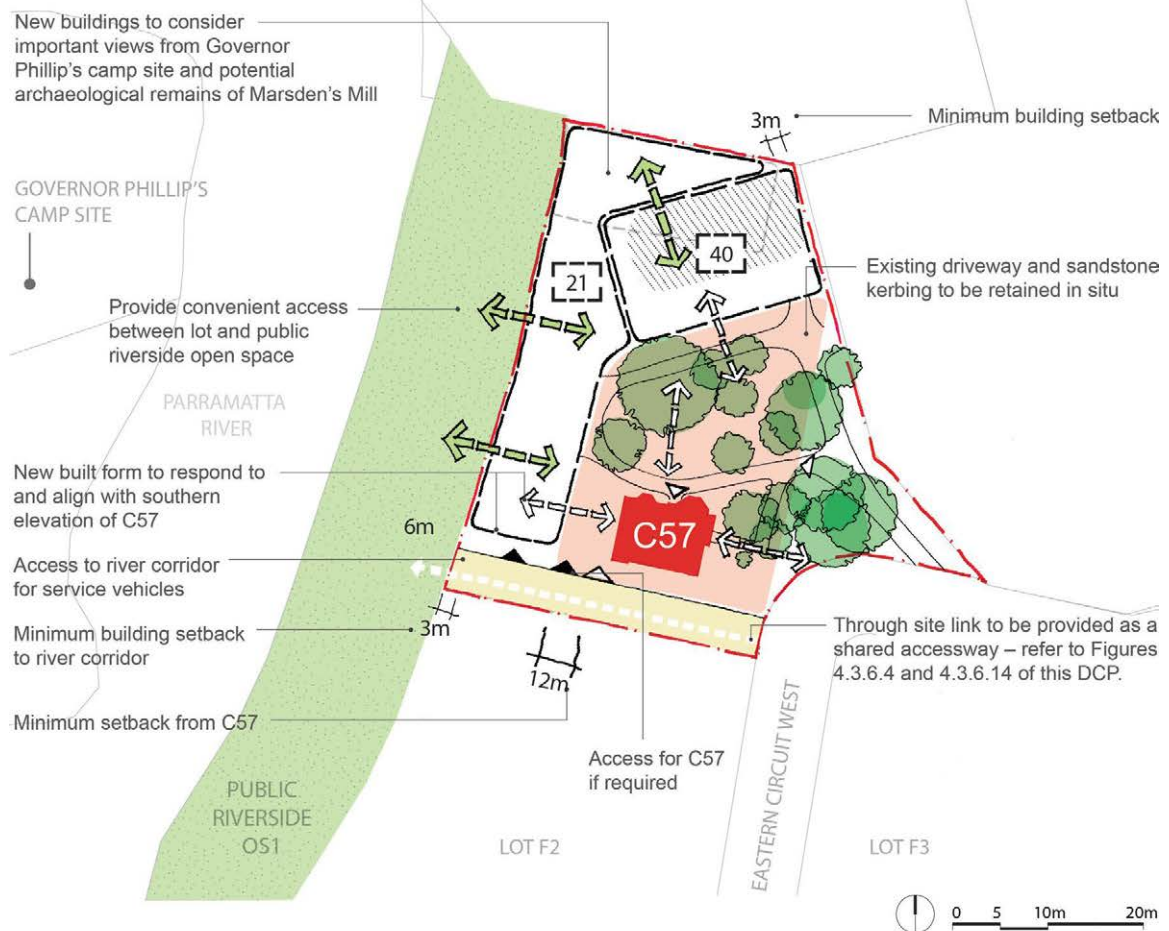 New buildings to consider
important views from Governor
Phillip's camp site and potential
archaeological remains of Marsden's Mill
3m
Minimum building setback
GOVERNOR PHILLIP'S
CAMP SITE
40
21
Existing driveway and sandstone
kerbing to be retained in situ
Provide convenient access
between lot and public
riverside open space
PARRAMATTA
RIVER
New built form to respond to
and align with southern
elevation of C57
6m
C57
Access to river corridor
for service vehicles
Minimum building setback
to river corridor
3m
Through site link to be provided as a
shared accessway – refer to Figures
4.3.6.4 and 4.3.6.14 of this DCP.
12m
Minimum setback from C57
Access for C57
if required
EASTERN CIRCUIT WEST
PUBLIC
RIVERSIDE
OS1
LOT F2
LOT F3
0 5 10m 20m